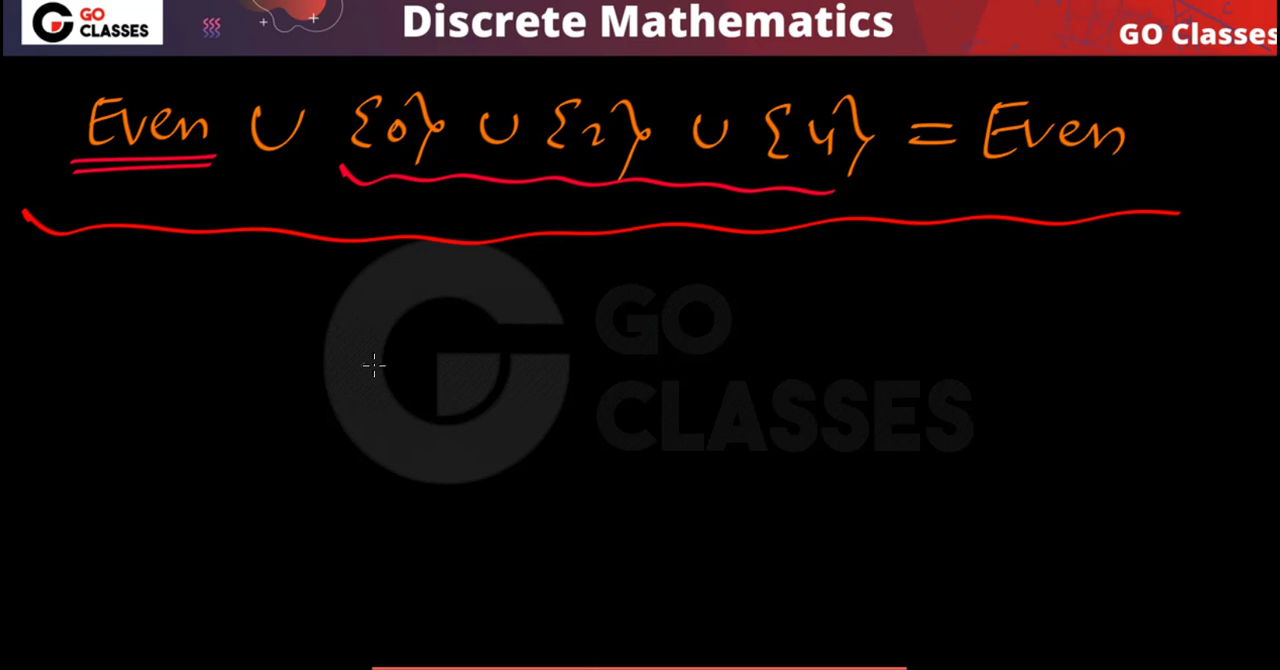 GO
CLASSES
Discrete Mathematics
GO Classes
Even ∪ {0} ∪ {2} ∪ {4} = Even
GO
CLASSES